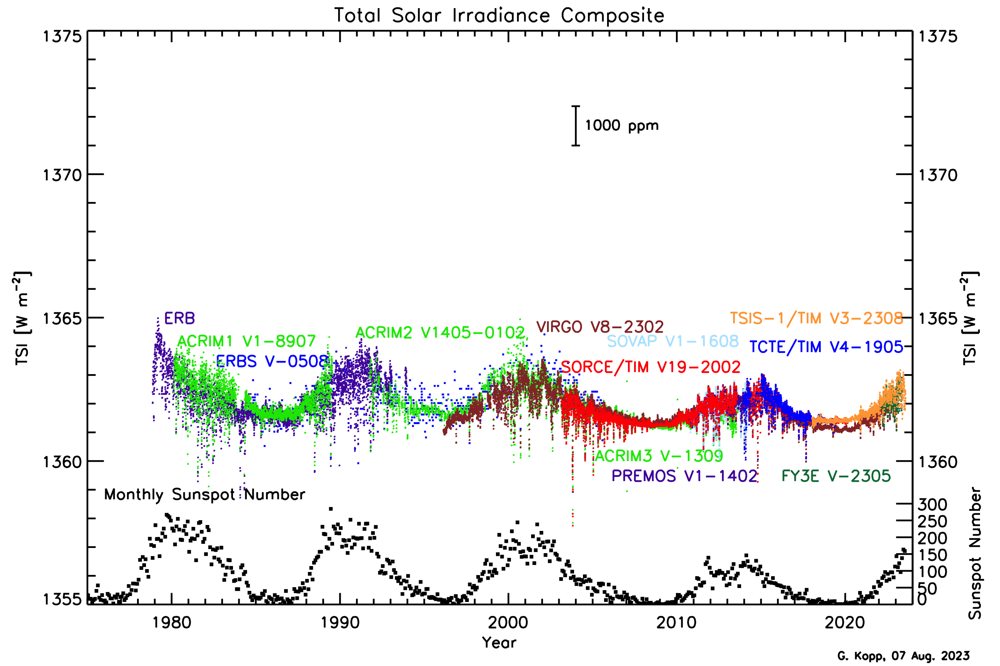 Total Solar Irradiance Composite
1375
1370
1365
1360
1355
TSI [W m⁻²]
1000 ppm
ERB
ACRIM1 V1-8907
ERBS V-0508
ACRIM2 V1405-0102
VIRGO V8-2302
SOVAP V1-1608
SORCE/TIM V19-2002
TSIS-1/TIM V3-2308
TCTE/TIM V4-1905
ACRIM3 V-1309
PREMOS V1-1402
FY3E V-2305
Monthly Sunspot Number
1375
1370
1365
1360
TSI [W m⁻²]
300
250
200
150
100
50
0
Sunspot Number
1980 1990 2000 2010 2020
Year
G. Kopp, 07 Aug. 2023